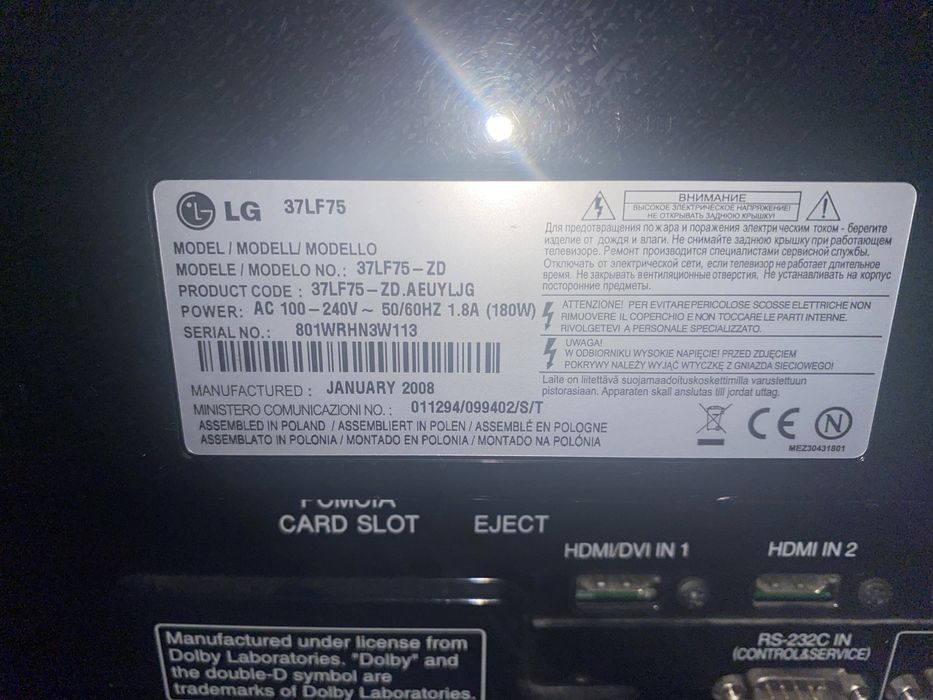 LG 37LF75
MODEL / MODELL/ MODELLO
MODELE / MODELO NO.: 37LF75-ZD
PRODUCT CODE : 37LF75-ZD.AEUYLJG
POWER: AC 100-240V~ 50/60HZ 1.8A (180W)
SERIAL NO.: 801WRHN3W113
MANUFACTURED : JANUARY 2008
MINISTERO COMUNICAZIONI NO. : 011294/099402/S/T
ASSEMBLED IN POLAND / ASSEMBLIERT IN POLEN / ASSEMBLÉ EN POLOGNE
ASSEMBLATO IN POLONIA / MONTADO EN POLONIA / MONTADO NA POLÓNIA
ВНИМАНИЕ
ВЫСОКОЕ ЭЛЕКТРИЧЕСКОЕ НАПРЯЖЕНИЕ!
НЕ ОТКРЫВАТЬ ЗАДНЮЮ КРЫШКУ!
Для предотвращения пожара и поражения электрическим током - берегите
изделие от дождя и влаги. Не снимайте заднюю крышку при работающем
телевизоре. Ремонт производится специалистами сервисной службы.
Отключать от электрической сети, если телевизор не работает длительное
время. Не закрывать вентиляционные отверстия. Не устанавливать на корпус
посторонние предметы.
ATTENZIONE! PER EVITAREPERICOLOSE SCOSSE ELETTRICHE NON
RIMUOVERE IL COPERCHIO E NON TOCCARE LE PARTI INTERNE.
RIVOLGETEVI A PERSONALE SPECIALIZZATO.
UWAGA!
W ODBIORNIKU WYSOKIE NAPIĘCIE! PRZED ZDJĘCIEM
POKRYWY NALEŻY WYJĄĆ WTYCZKĘ Z GNIAZDA SIECIOWEGO!
Laite on liitettävä suojamaadoituskoskettimilla varustettuun
pistorasiaan. Apparaten skall anslutas till jordat uttag.
CE N
MEZ30431801
CARD SLOT
EJECT
HDMI/DVI IN 1
HDMI IN 2
RS-232C IN
(CONTROL&SERVICE)
Manufactured under license from
Dolby Laboratories. "Dolby" and
the double-D symbol are
trademarks of Dolby Laboratories.